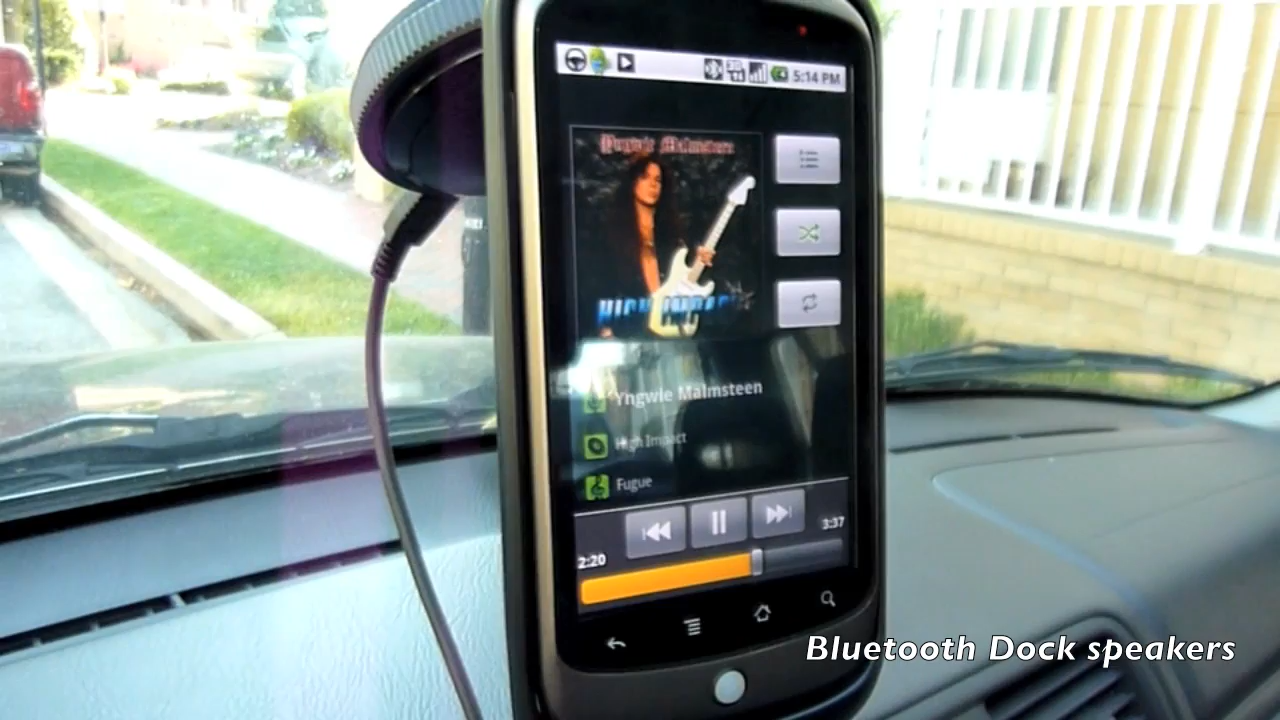 5:14 PM
Yngwie Malmsteen
HIGH IMPACT
Yngwie Malmsteen
High Impact
Fugue
2:20
3:37
Bluetooth Dock speakers